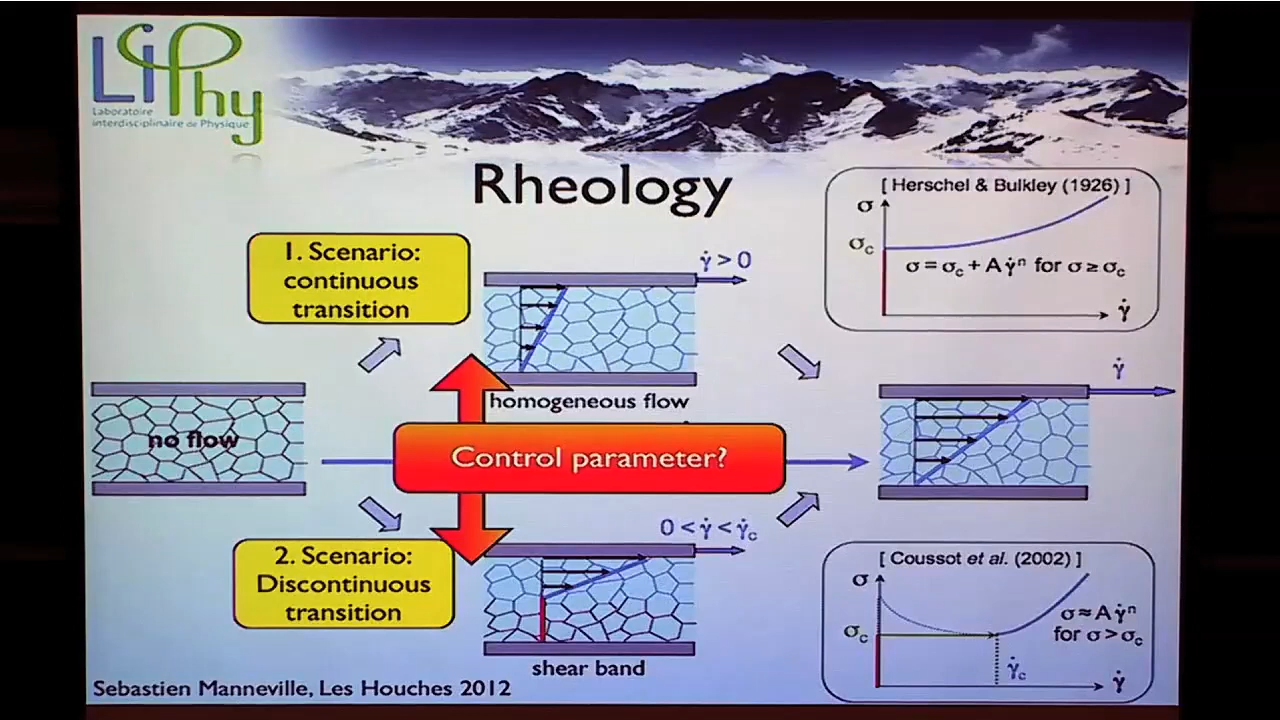 LiPhy
Laboratoire
interdisciplinaire de Physique
Rheology
[ Herschel & Bulkley (1926) ]
σ
σc
σ = σc + A γ̇ⁿ for σ ≥ σc
γ̇
1. Scenario:
continuous
transition
γ̇ > 0
homogeneous flow
no flow
Control parameter?
γ̇
2. Scenario:
Discontinuous
transition
0 < γ̇ < γ̇c
shear band
[ Coussot et al. (2002) ]
σ
σc
σ ≈ A γ̇ⁿ
for σ > σc
γ̇c
γ̇
Sebastien Manneville, Les Houches 2012